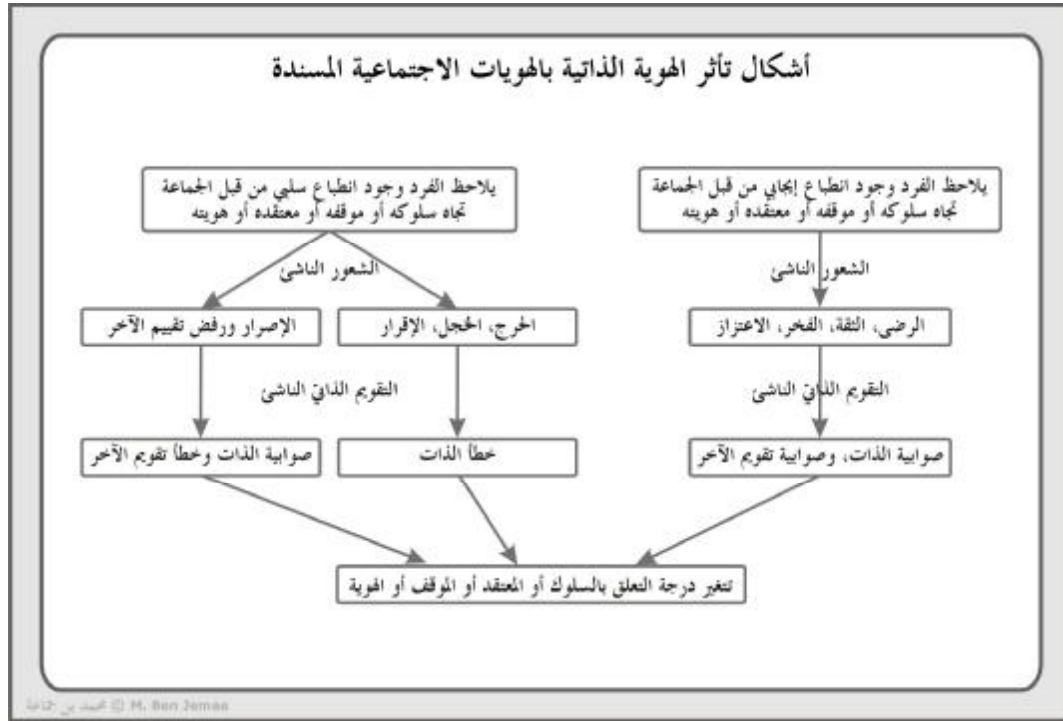 أشكال تأثر الهوية الذاتية بالهويات الاجتماعية المسندة
يلاحظ الفرد وجود انطباع إيجابي من قبل الجماعة
تجاه سلوكه أو موقفه أو معتقده أو هويته
يلاحظ الفرد وجود انطباع سلبي من قبل الجماعة
تجاه سلوكه أو موقفه أو معتقده أو هويته
الشعور الناشئ
الشعور الناشئ
الرضى، الثقة، الفخر، الاعتزاز
الحرج، الخجل، الإقرار
الإصرار ورفض تقييم الآخر
التقويم الذاتي الناشئ
التقويم الذاتي الناشئ
صوابية الذات، وصوابية تقويم الآخر
خطأ الذات
صوابية الذات وخطأ تقويم الآخر
تتغير درجة التعلق بالسلوك أو المعتقد أو الموقف أو الهوية
محمد بن جماعة © M. Ben Jemaa